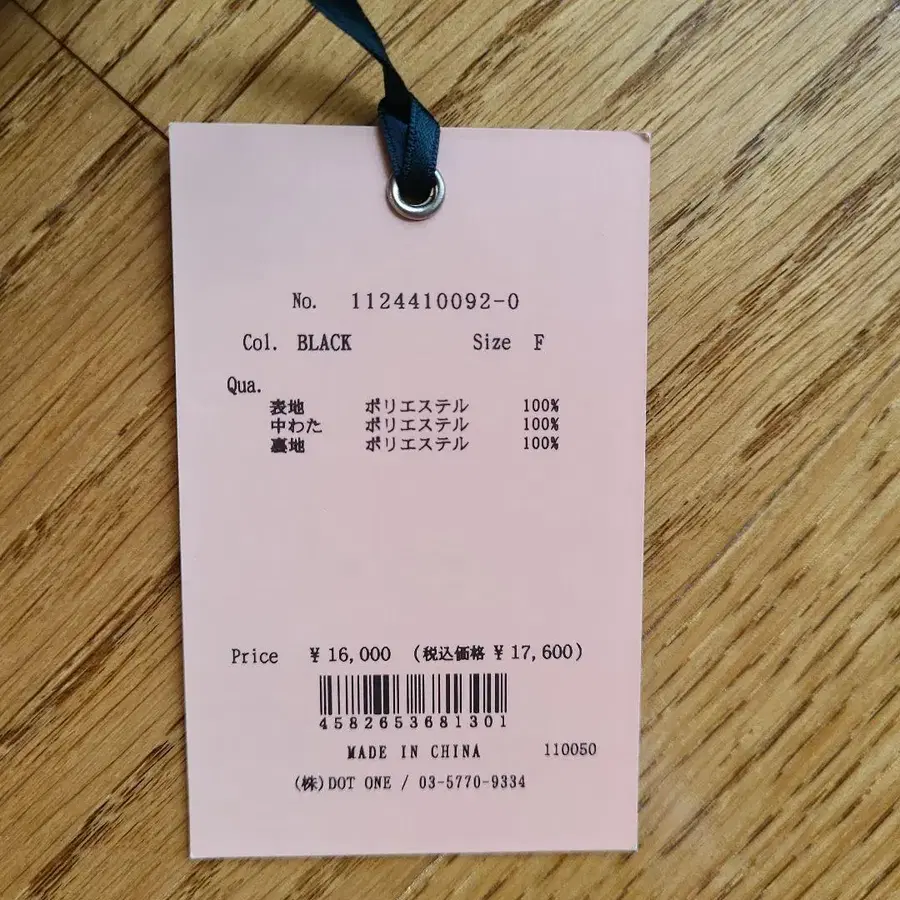 No. 1124410092-0
Col. BLACK Size F
Qua.
表地 ポリエステル 100%
中わた ポリエステル 100%
裏地 ポリエステル 100%
Price ¥16,000 (税込価格 ¥17,600)
4582653681301
MADE IN CHINA 110050
(株)DOT ONE / 03-5770-9334